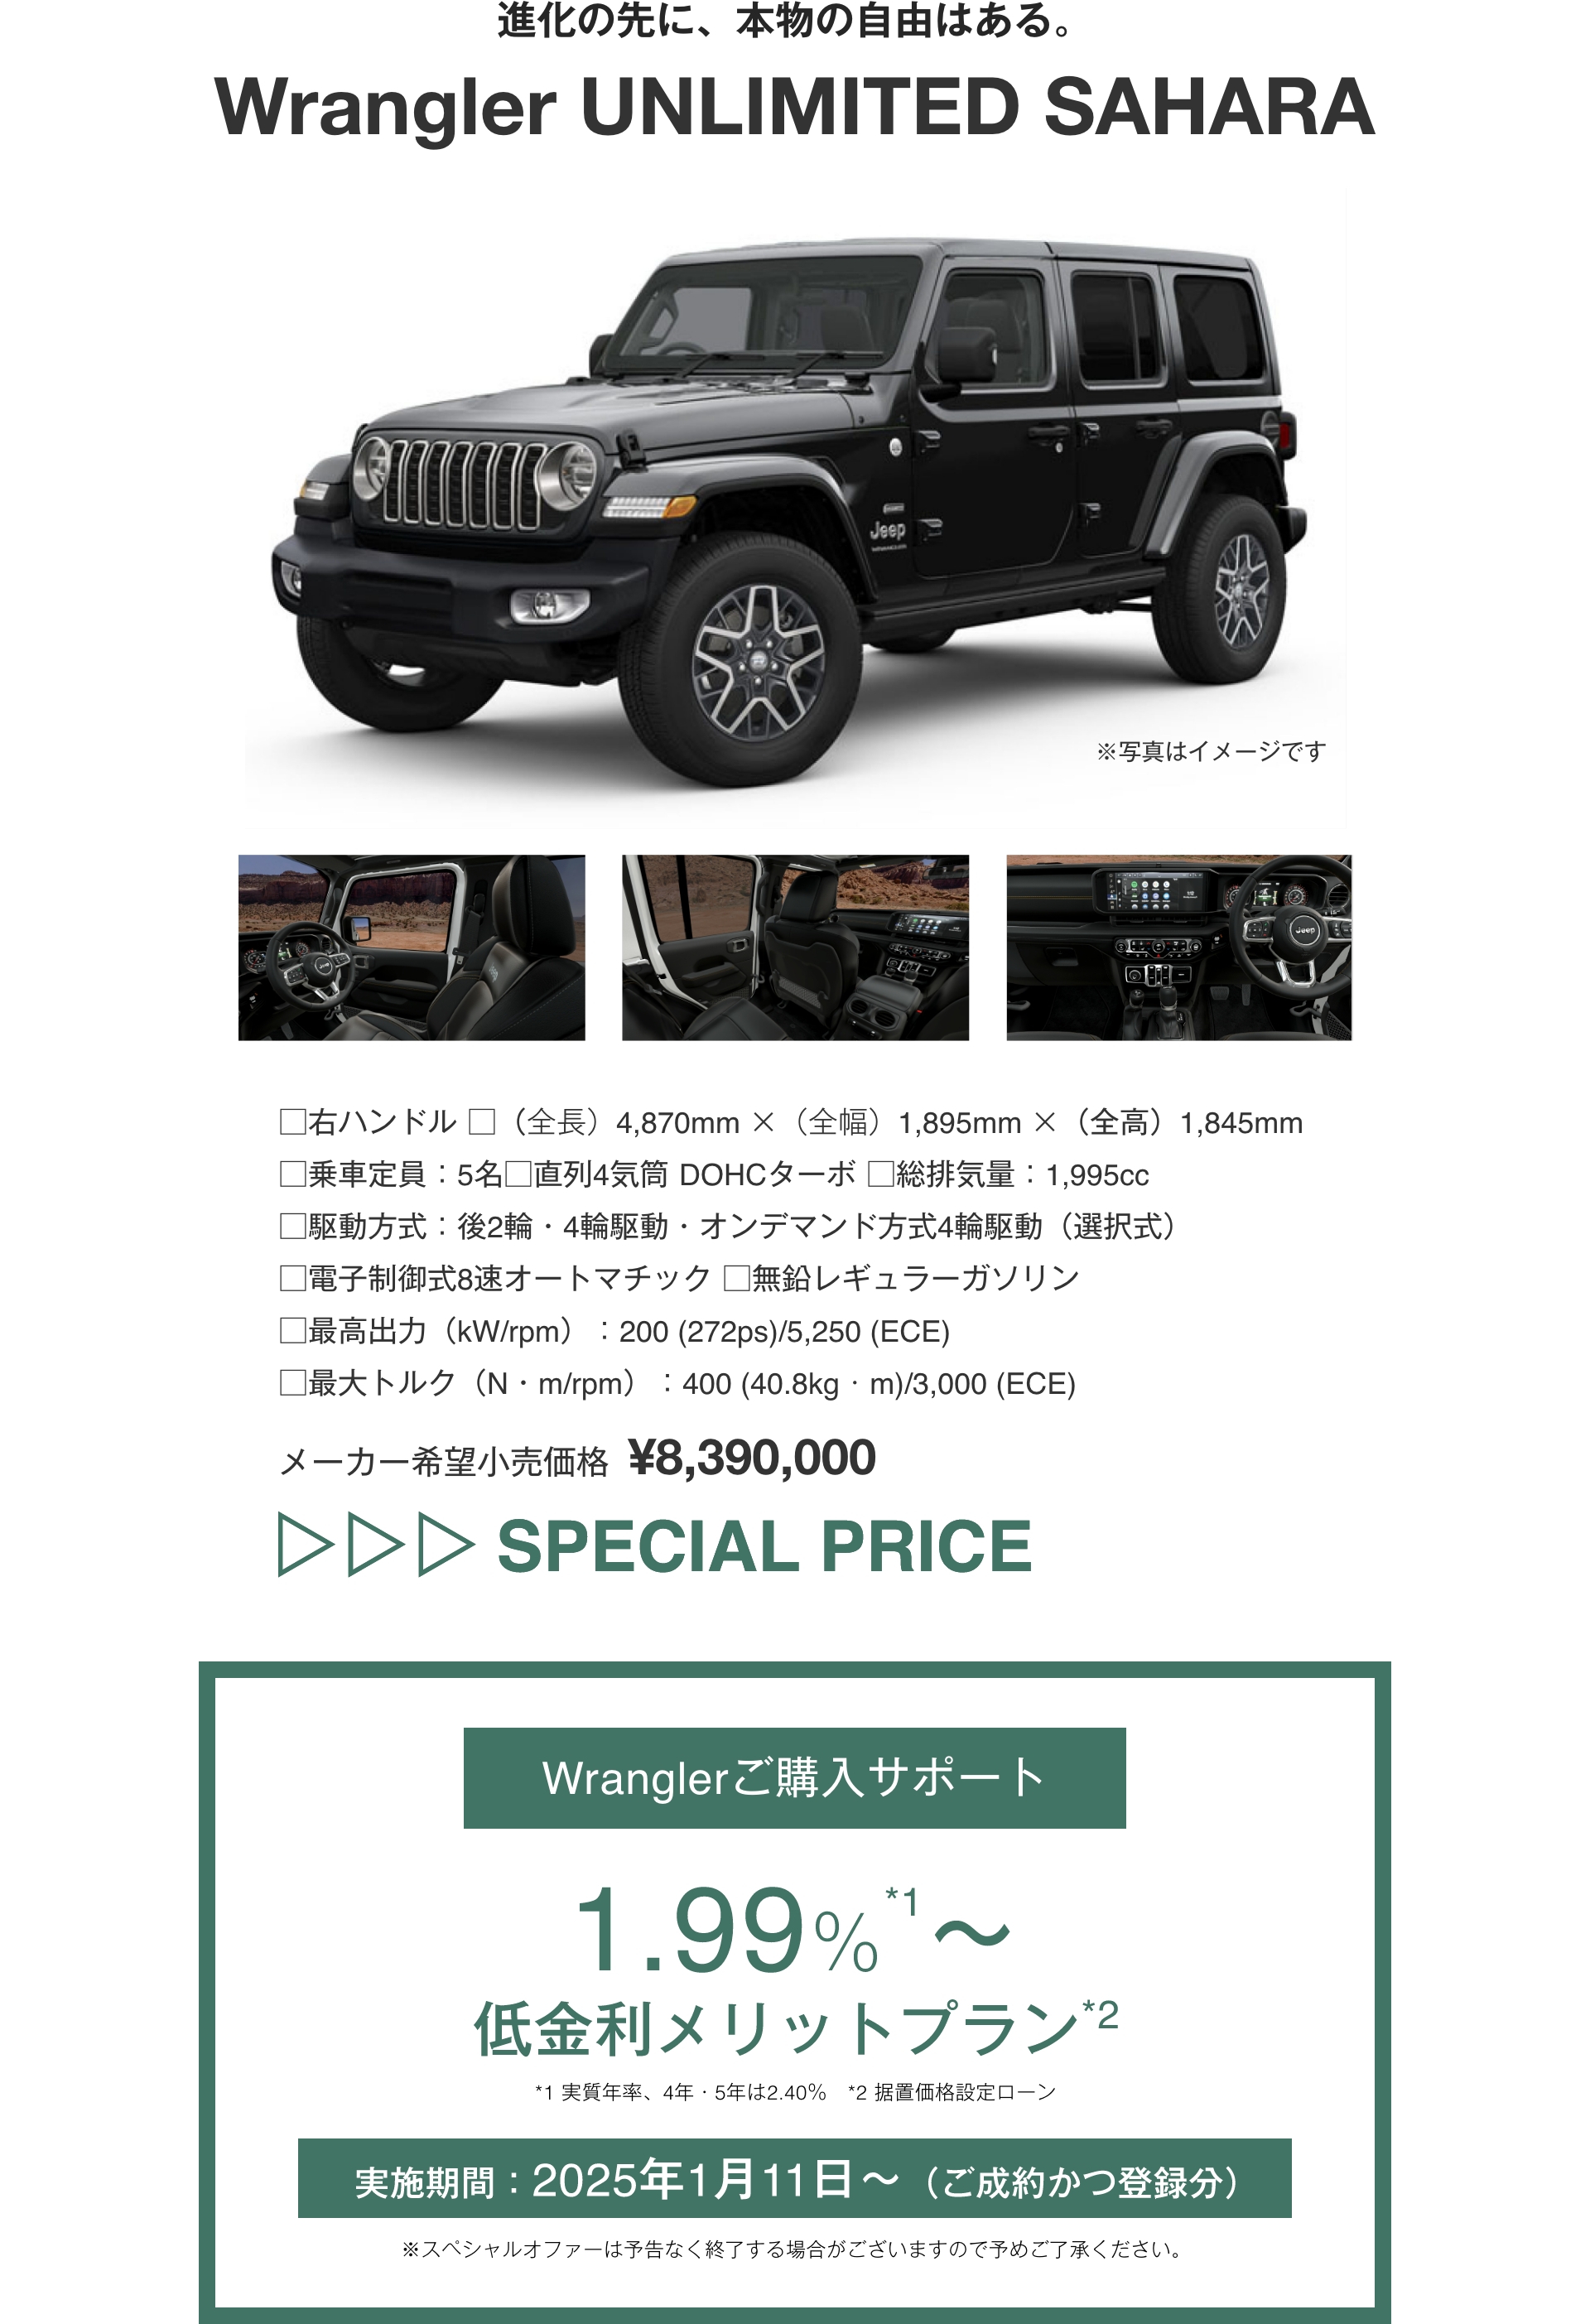 進化の先に、本物の自由はある。
Wrangler UNLIMITED SAHARA
Jeep
※写真はイメージです
Jeep
□右ハンドル □（全長）4,870mm ×（全幅）1,895mm ×（全高）1,845mm
□乗車定員：5名□直列4気筒 DOHCターボ □総排気量：1,995cc
□駆動方式：後2輪・4輪駆動・オンデマンド方式4輪駆動（選択式）
□電子制御式8速オートマチック □無鉛レギュラーガソリン
□最高出力（kW/rpm）：200 (272ps)/5,250 (ECE)
□最大トルク（N・m/rpm）：400 (40.8kg・m)/3,000 (ECE)
メーカー希望小売価格 ¥8,390,000
▷▷▷ SPECIAL PRICE
Wranglerご購入サポート
1.99%*1～
低金利メリットプラン*2
*1 実質年率、4年・5年は2.40%　*2 据置価格設定ローン
実施期間：2025年1月11日～（ご成約かつ登録分）
※スペシャルオファーは予告なく終了する場合がございますので予めご了承ください。